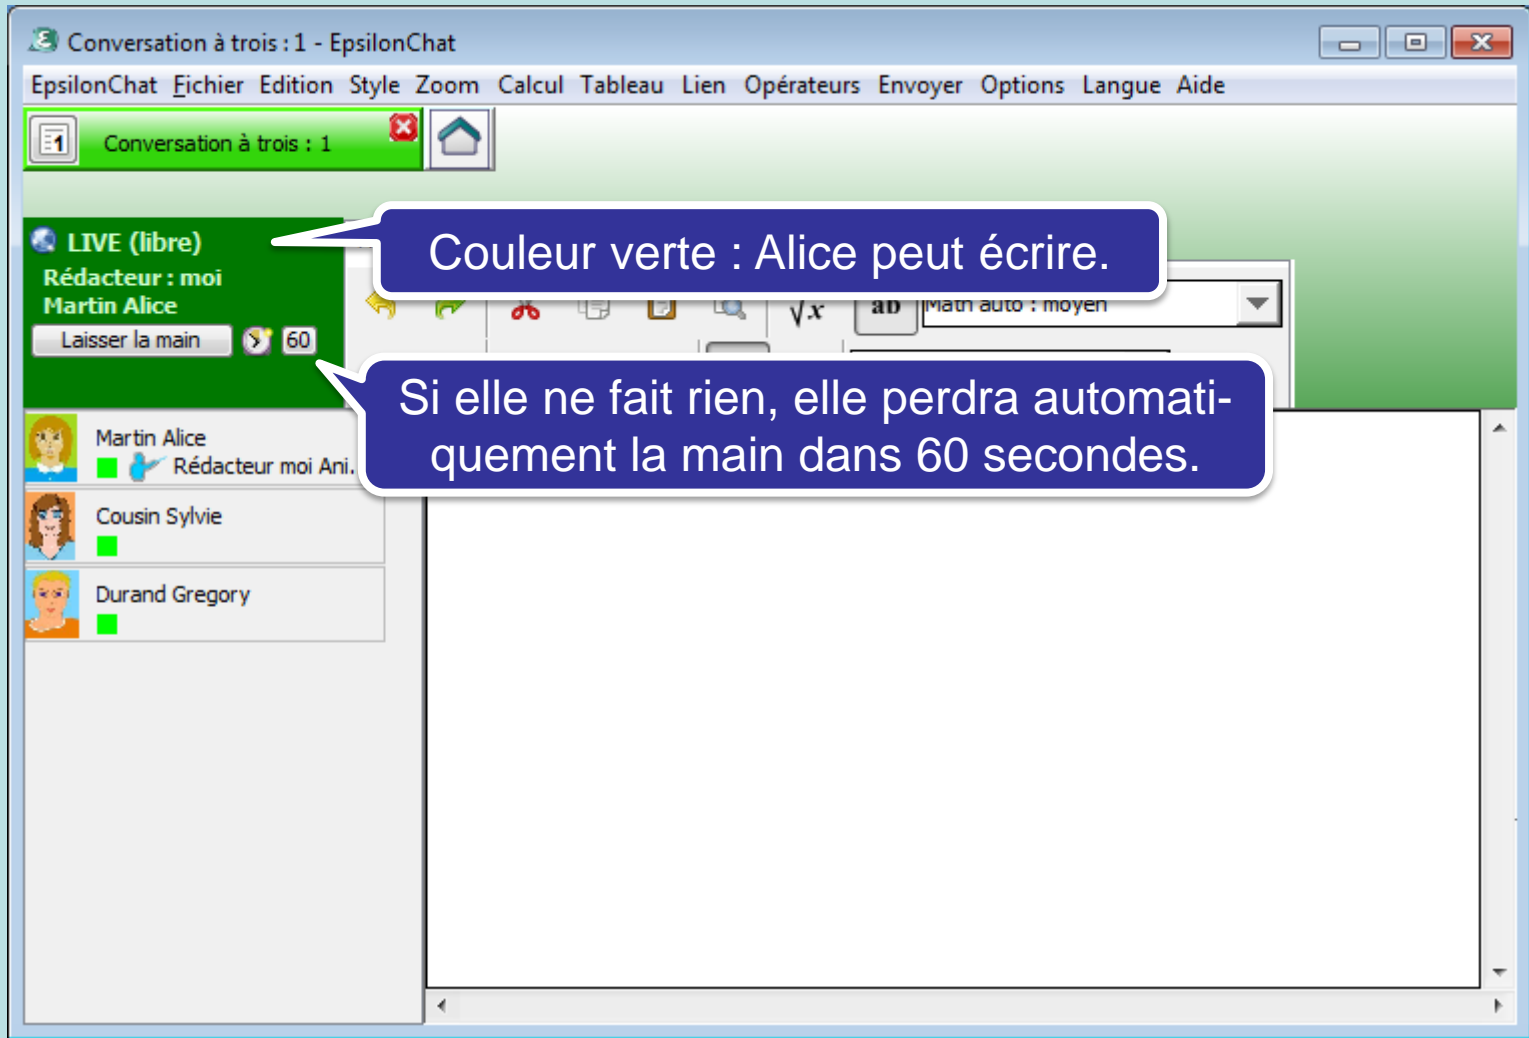 Conversation à trois : 1 - EpsilonChat
EpsilonChat Fichier Edition Style Zoom Calcul Tableau Lien Opérateurs Envoyer Options Langue Aide
1 Conversation à trois : 1
LIVE (libre)
Couleur verte : Alice peut écrire.
Rédacteur : moi
Martin Alice
√x ab Math auto : moyen
Laisser la main 60
Si elle ne fait rien, elle perdra automati-
quement la main dans 60 secondes.
Martin Alice
Rédacteur moi Ani.
Cousin Sylvie
Durand Gregory